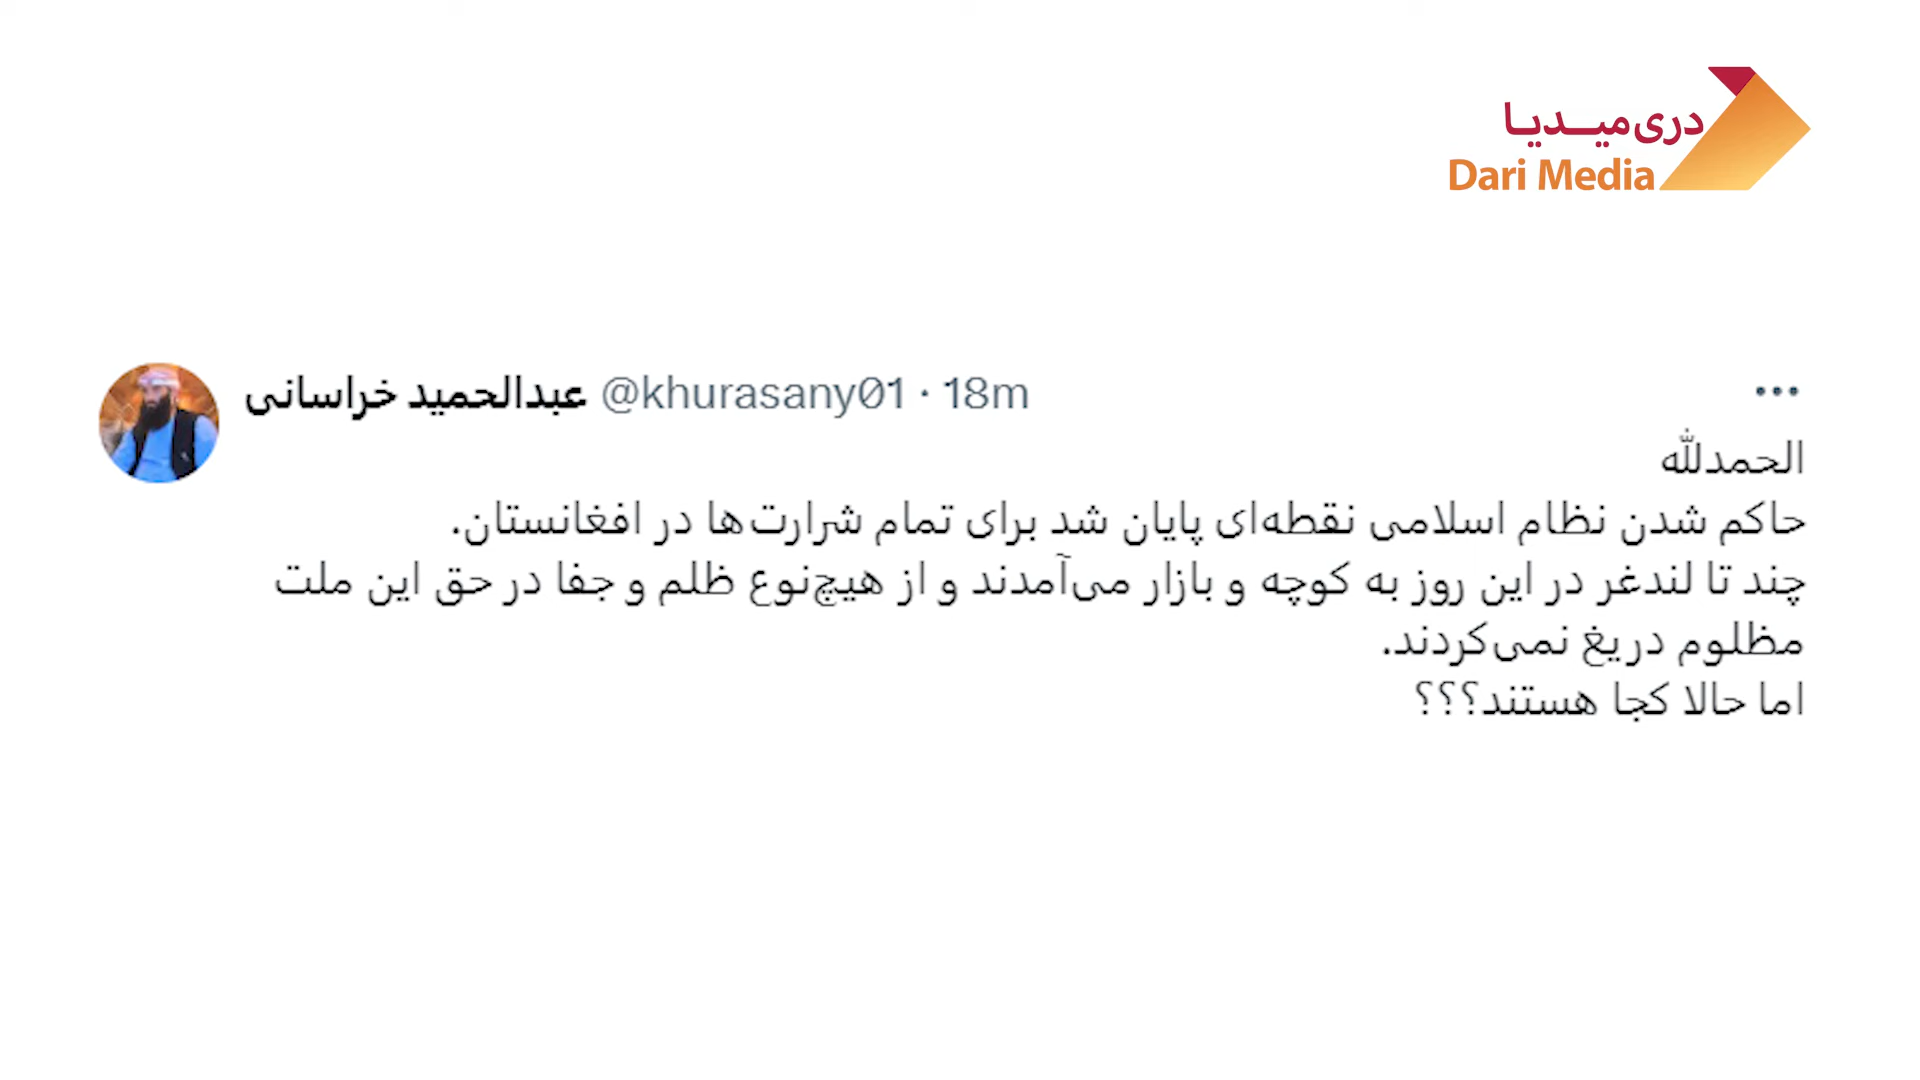 دری میدیا
Dari Media
عبدالحمید خراسانی @khurasany01 · 18m
الحمدلله
حاکم شدن نظام اسلامی نقطه‌ای پایان شد برای تمام شرارت‌ها در افغانستان.
چند تا لندغر در این روز به کوچه و بازار می‌آمدند و از هیچ‌نوع ظلم و جفا در حق این ملت
مظلوم دریغ نمی‌کردند.
اما حالا کجا هستند؟؟؟